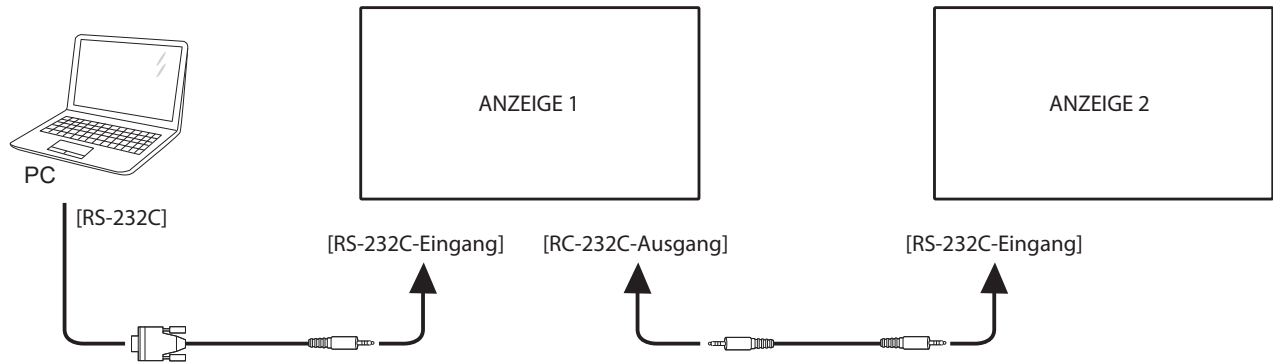 ANZEIGE 1
ANZEIGE 2
PC
[RS-232C]
[RS-232C-Eingang]
[RC-232C-Ausgang]
[RS-232C-Eingang]